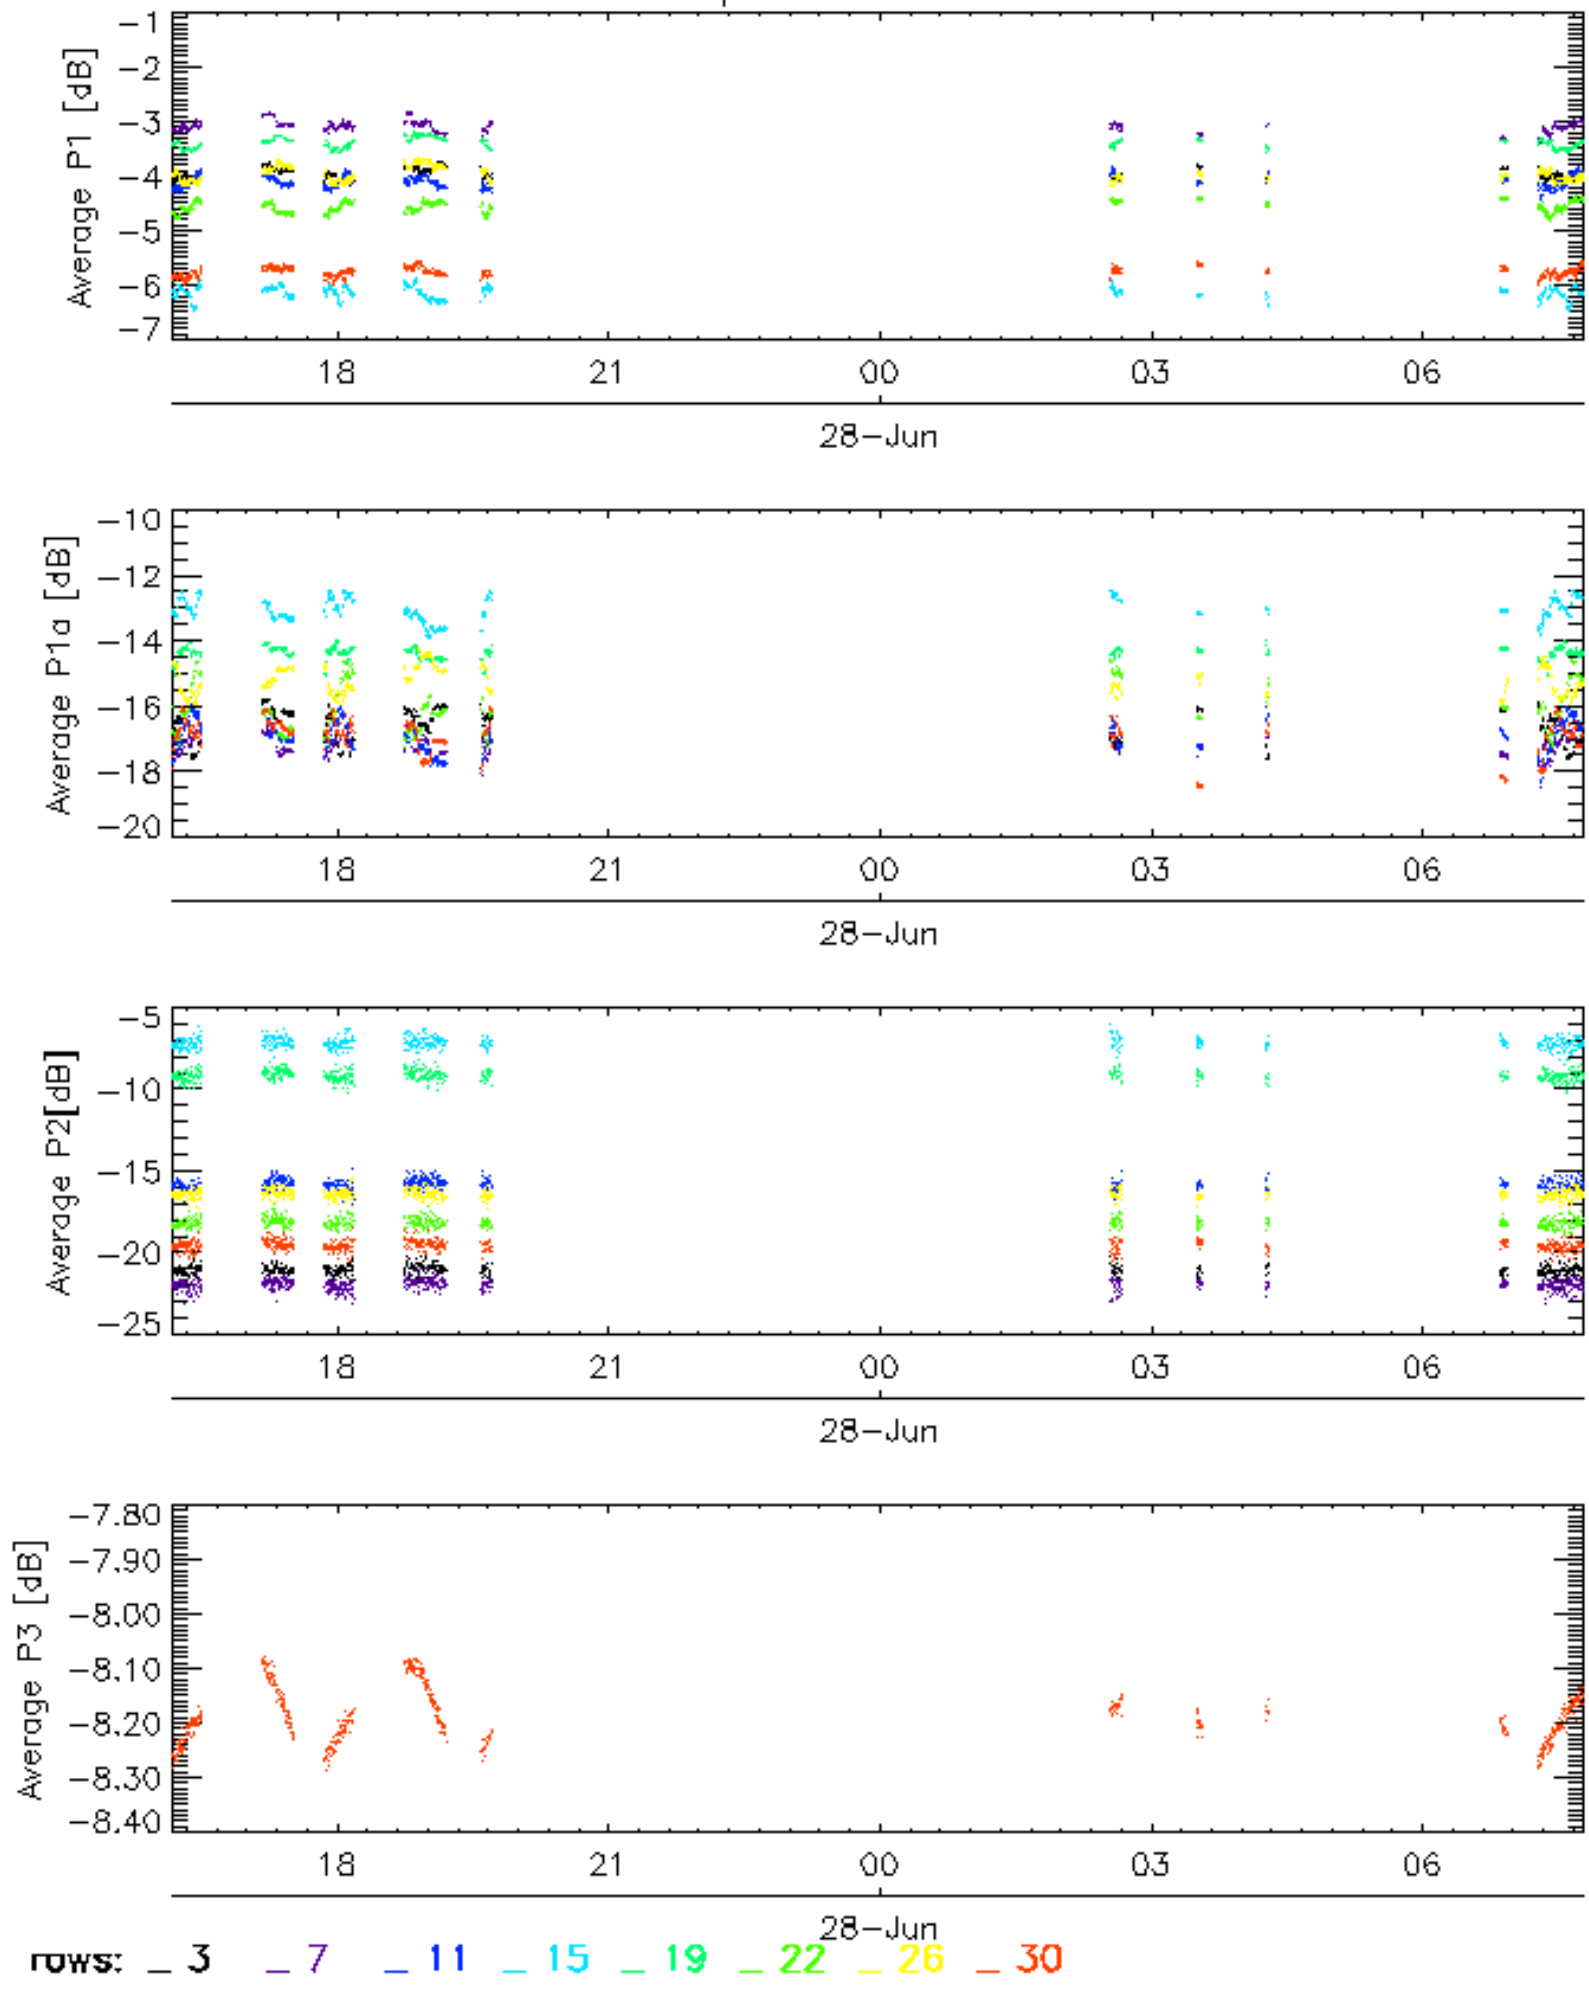 Average P1 [dB]
-1
-2
-3
-4
-5
-6
-7
18 21 00 03 06
28-Jun
Average P1a [dB]
-10
-12
-14
-16
-18
-20
18 21 00 03 06
28-Jun
Average P2[dB]
-5
-10
-15
-20
-25
18 21 00 03 06
28-Jun
Average P3 [dB]
-7.80
-7.90
-8.00
-8.10
-8.20
-8.30
-8.40
18 21 00 03 06
28-Jun
rows: _ 3 _ 7 _ 11 _ 15 _ 19 _ 22 _ 26 _ 30